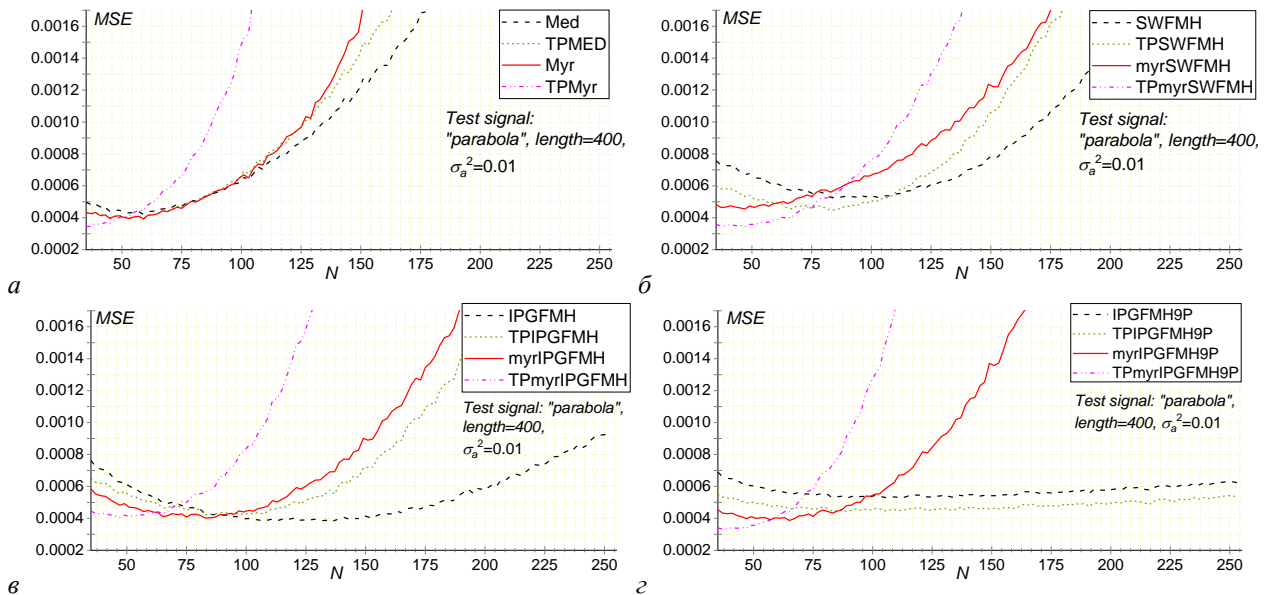 MSE
0.0016
0.0014
0.0012
0.0010
0.0008
0.0006
0.0004
0.0002
50 75 100 125 150 175 200 225 250
N
Med
TPMED
Myr
TPMyr
Test signal:
"parabola", length=400,
σₐ²=0.01
а
MSE
0.0016
0.0014
0.0012
0.0010
0.0008
0.0006
0.0004
0.0002
50 75 100 125 150 175 200 225 250
N
SWFMH
TPSWFMH
myrSWFMH
TPmyrSWFMH
Test signal:
"parabola", length=400,
σₐ²=0.01
б
MSE
0.0016
0.0014
0.0012
0.0010
0.0008
0.0006
0.0004
0.0002
50 75 100 125 150 175 200 225 250
N
IPGFMH
TPIPGFMH
myrIPGFMH
TPmyrIPGFMH
Test signal: "parabola",
length=400,
σₐ²=0.01
в
MSE
0.0016
0.0014
0.0012
0.0010
0.0008
0.0006
0.0004
0.0002
50 75 100 125 150 175 200 225 250
N
IPGFMH9P
TPIPGFMH9P
myrIPGFMH9P
TPmyrIPGFMH9P
Test signal: "parabola",
length=400, σₐ²=0.01
г